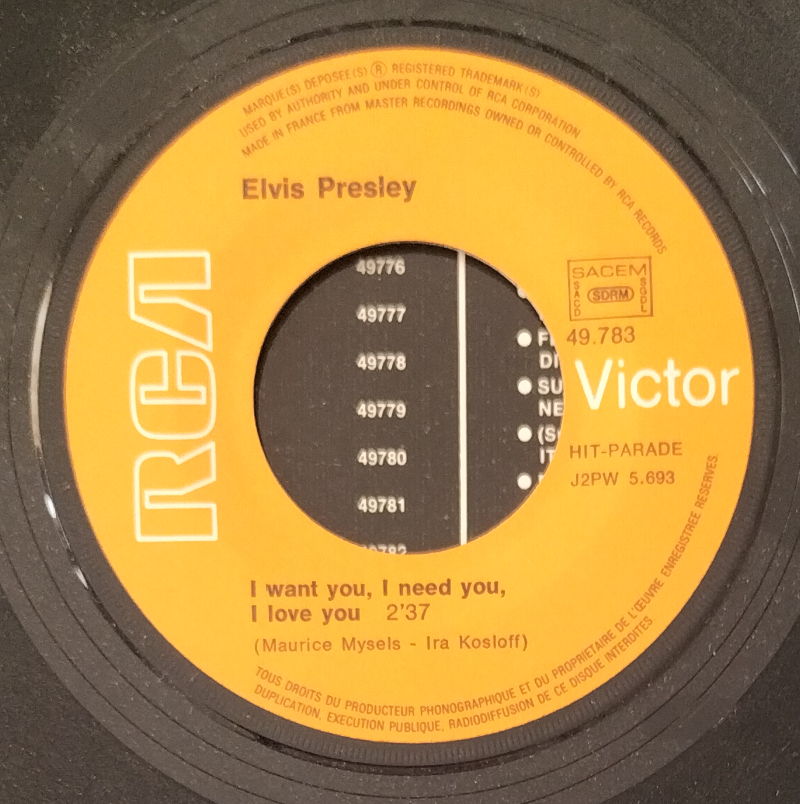 MARQUE(S) DEPOSEE(S) ® REGISTERED TRADEMARK(S)
USED BY AUTHORITY AND UNDER CONTROL OF RCA CORPORATION
MADE IN FRANCE FROM MASTER RECORDINGS OWNED OR CONTROLLED BY RCA RECORDS
Elvis Presley
RCA
SACEM
SACD
SDRM
SGDL
49.783
Victor
HIT-PARADE
J2PW 5.693
49776
49777
49778
49779
49780
49781
49782
DI
SU
NE
I want you, I need you,
I love you 2'37
(Maurice Mysels - Ira Kosloff)
TOUS DROITS DU PRODUCTEUR PHONOGRAPHIQUE ET DU PROPRIETAIRE DE L'ŒUVRE ENREGISTREE RESERVES.
DUPLICATION, EXECUTION PUBLIQUE, RADIODIFFUSION DE CE DISQUE INTERDITES